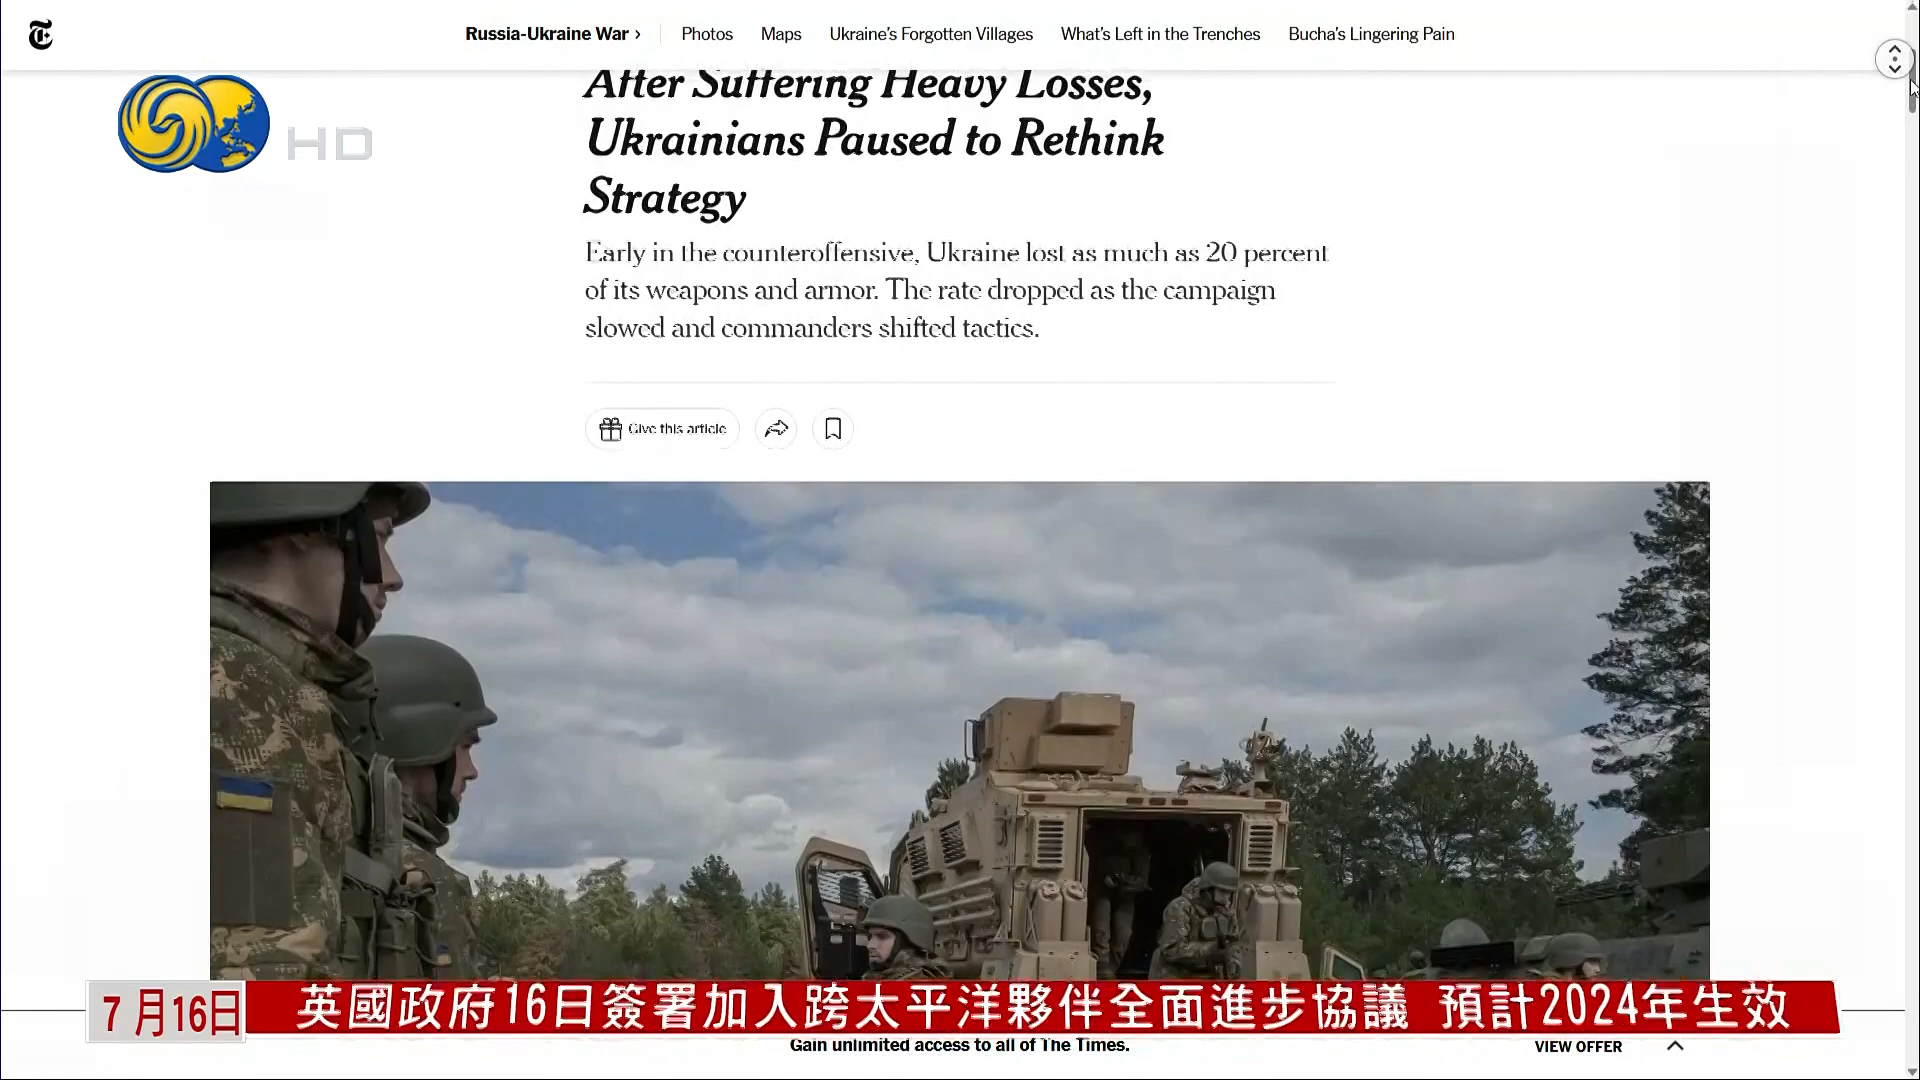 Russia-Ukraine War ›
Photos
Maps
Ukraine's Forgotten Villages
What's Left in the Trenches
Bucha's Lingering Pain
HD
After Suffering Heavy Losses,
Ukrainians Paused to Rethink
Strategy
Early in the counteroffensive, Ukraine lost as much as 20 percent
of its weapons and armor. The rate dropped as the campaign
slowed and commanders shifted tactics.
Give this article
7月16日
英國政府16日簽署加入跨太平洋夥伴全面進步協議 預計2024年生效
Gain unlimited access to all of The Times.
VIEW OFFER